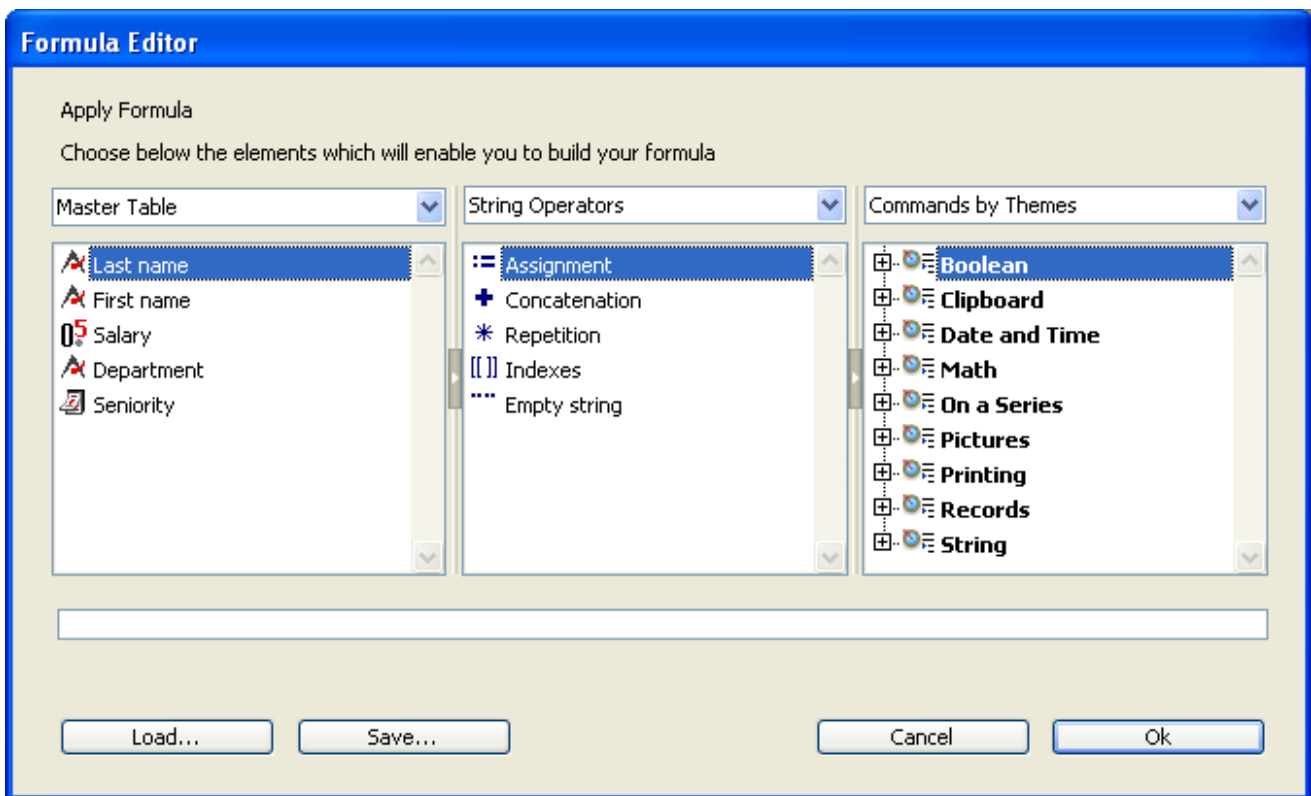 Formula Editor
Apply Formula
Choose below the elements which will enable you to build your formula
Master Table
Last name
First name
Salary
Department
Seniority
String Operators
Assignment
Concatenation
Repetition
Indexes
Empty string
Commands by Themes
Boolean
Clipboard
Date and Time
Math
On a Series
Pictures
Printing
Records
String
Load...
Save...
Cancel
Ok